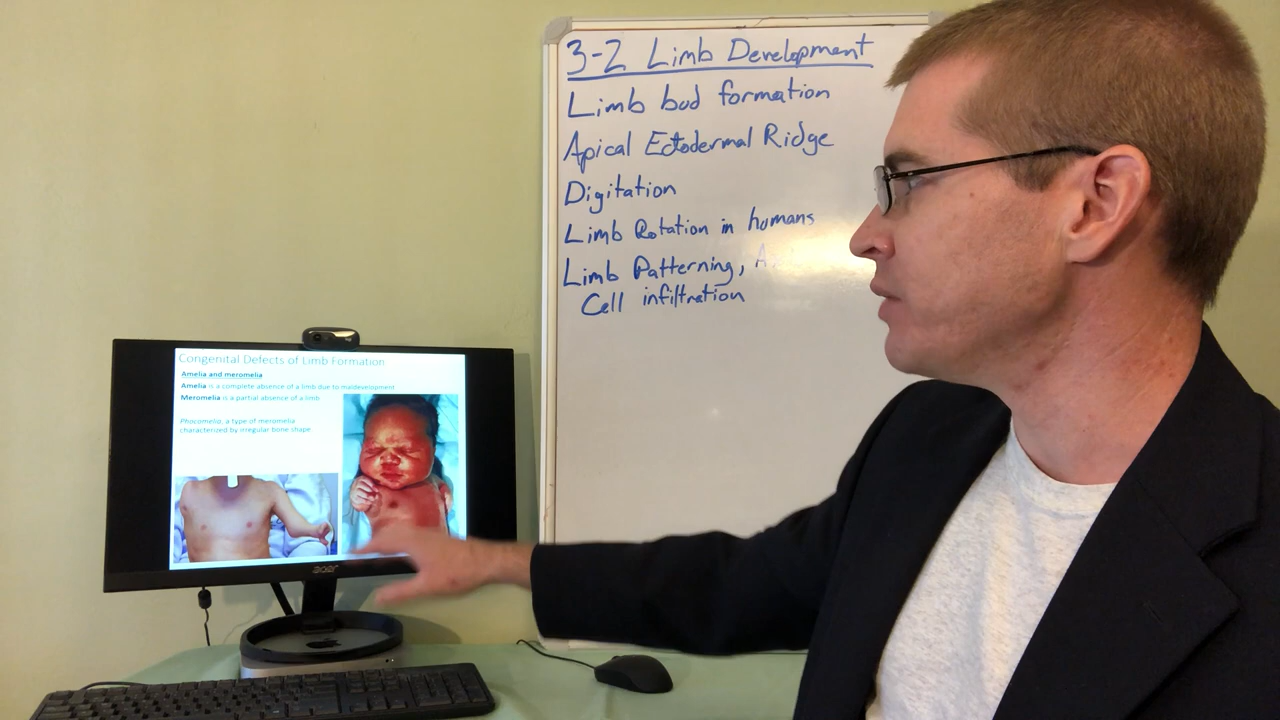 3-2 Limb Development
Limb bud formation
Apical Ectodermal Ridge
Digitation
Limb Rotation in humans
Limb Patterning,
Cell infiltration
Congenital Defects of Limb Formation
Amelia and meromelia
Amelia is a complete absence of a limb due to maldevelopment
Meromelia is a partial absence of a limb
Phocomelia, a type of meromelia
characterized by irregular bone shape
acer